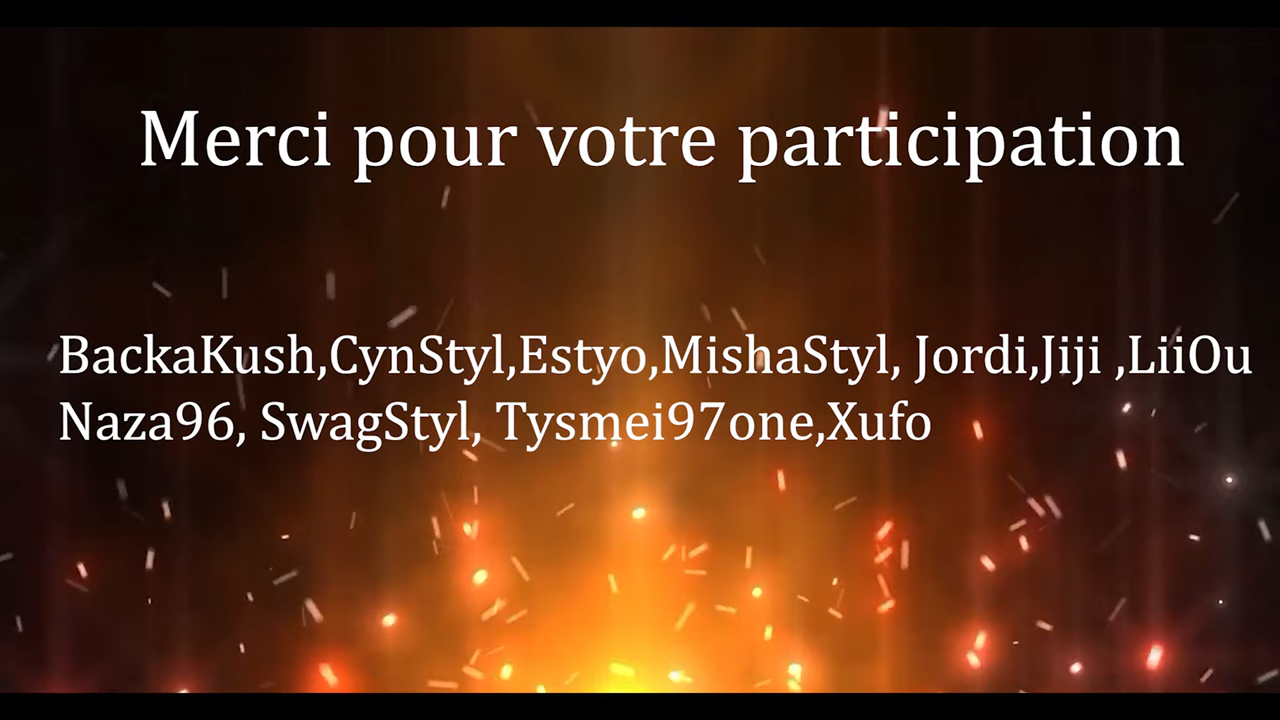 Merci pour votre participation
BackaKush,CynStyl,Estyo,MishaStyl, Jordi,Jiji ,LiiOu
Naza96, SwagStyl, Tysmei97one,Xufo